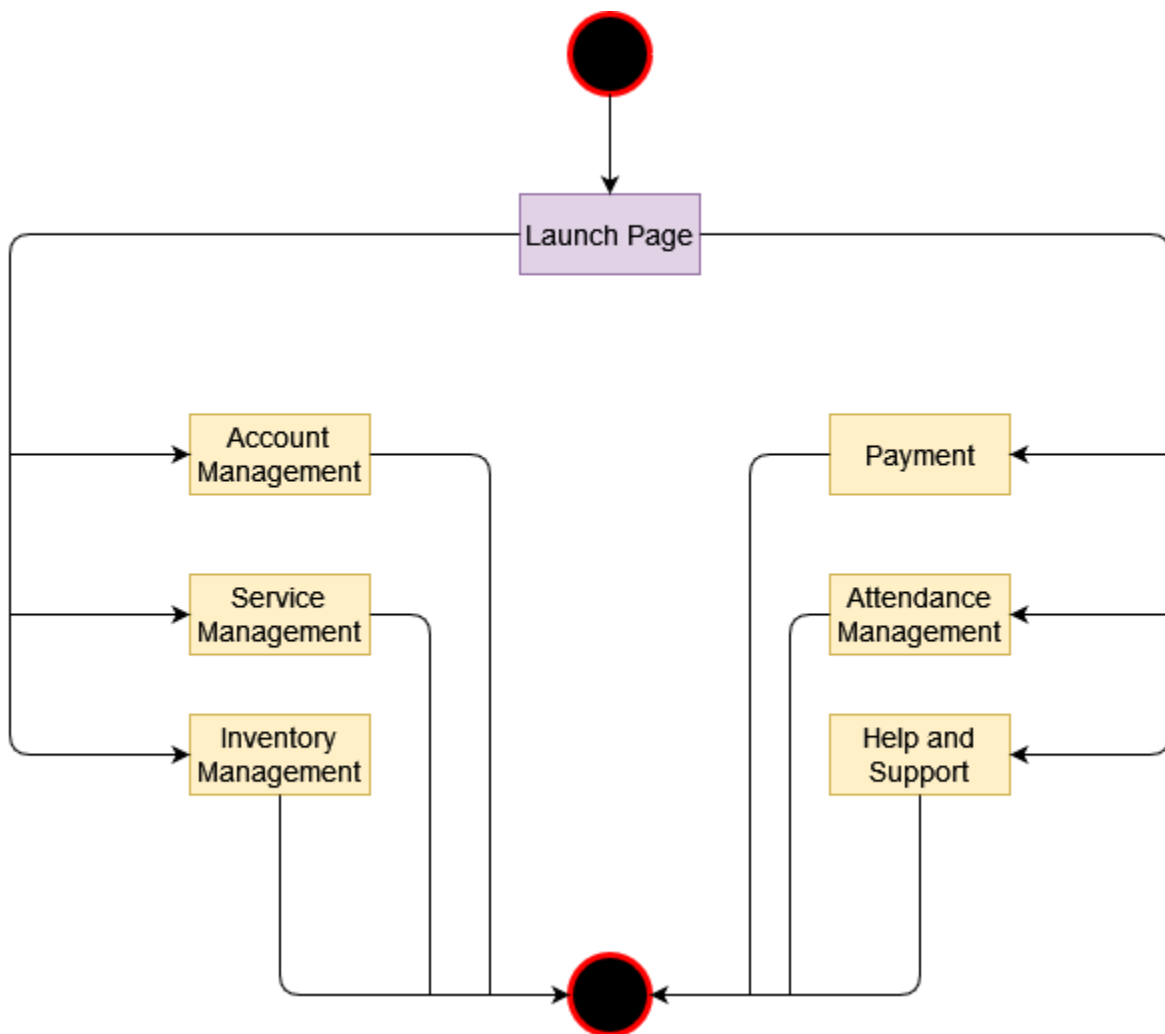 Launch Page
Account
Management
Payment
Service
Management
Attendance
Management
Inventory
Management
Help and
Support